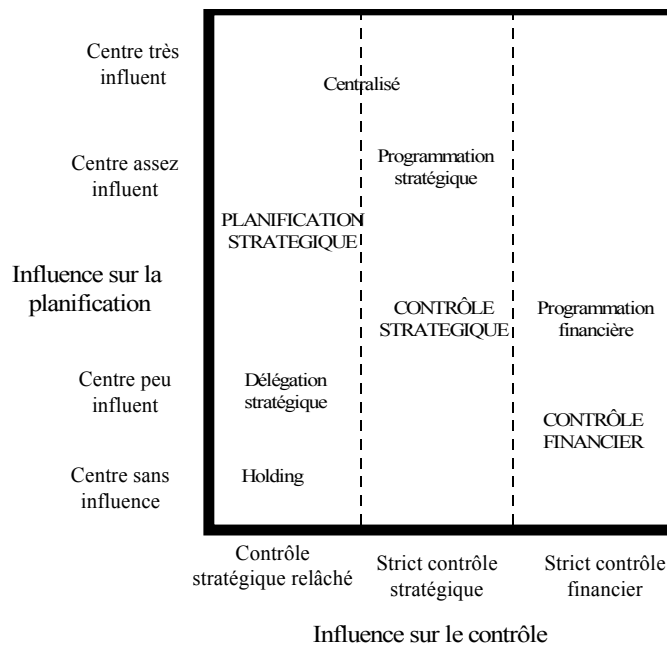 Centre très
influent
Centralisé
Centre assez
influent
Programmation
stratégique
PLANIFICATION
STRATEGIQUE
Influence sur la
planification
CONTRÔLE
STRATEGIQUE
Programmation
financière
Centre peu
influent
Délégation
stratégique
CONTRÔLE
FINANCIER
Centre sans
influence
Holding
Contrôle
stratégique relâché
Strict contrôle
stratégique
Strict contrôle
financier
Influence sur le contrôle